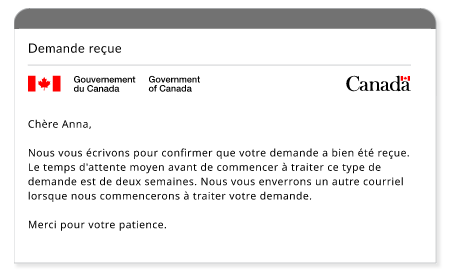 Demande reçue
Gouvernement du Canada
Government of Canada
Canada
Chère Anna,
Nous vous écrivons pour confirmer que votre demande a bien été reçue.
Le temps d'attente moyen avant de commencer à traiter ce type de
demande est de deux semaines. Nous vous enverrons un autre courriel
lorsque nous commencerons à traiter votre demande.
Merci pour votre patience.